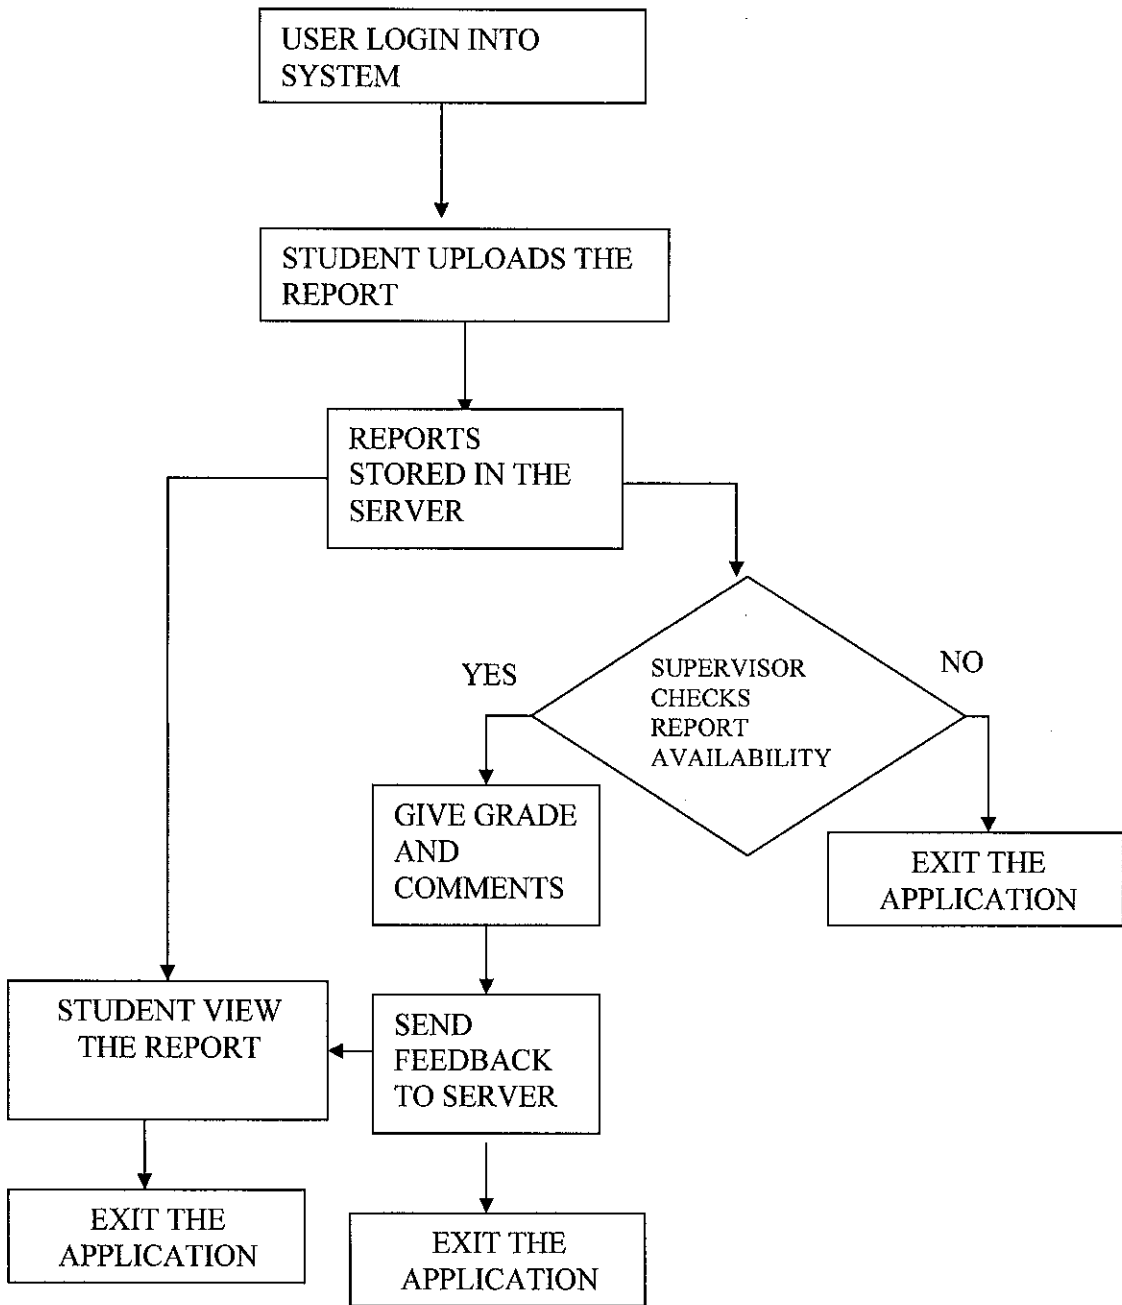 USER LOGIN INTO
SYSTEM
STUDENT UPLOADS THE
REPORT
REPORTS
STORED IN THE
SERVER
YES
SUPERVISOR
CHECKS
REPORT
AVAILABILITY
NO
GIVE GRADE
AND
COMMENTS
EXIT THE
APPLICATION
STUDENT VIEW
THE REPORT
SEND
FEEDBACK
TO SERVER
EXIT THE
APPLICATION
EXIT THE
APPLICATION